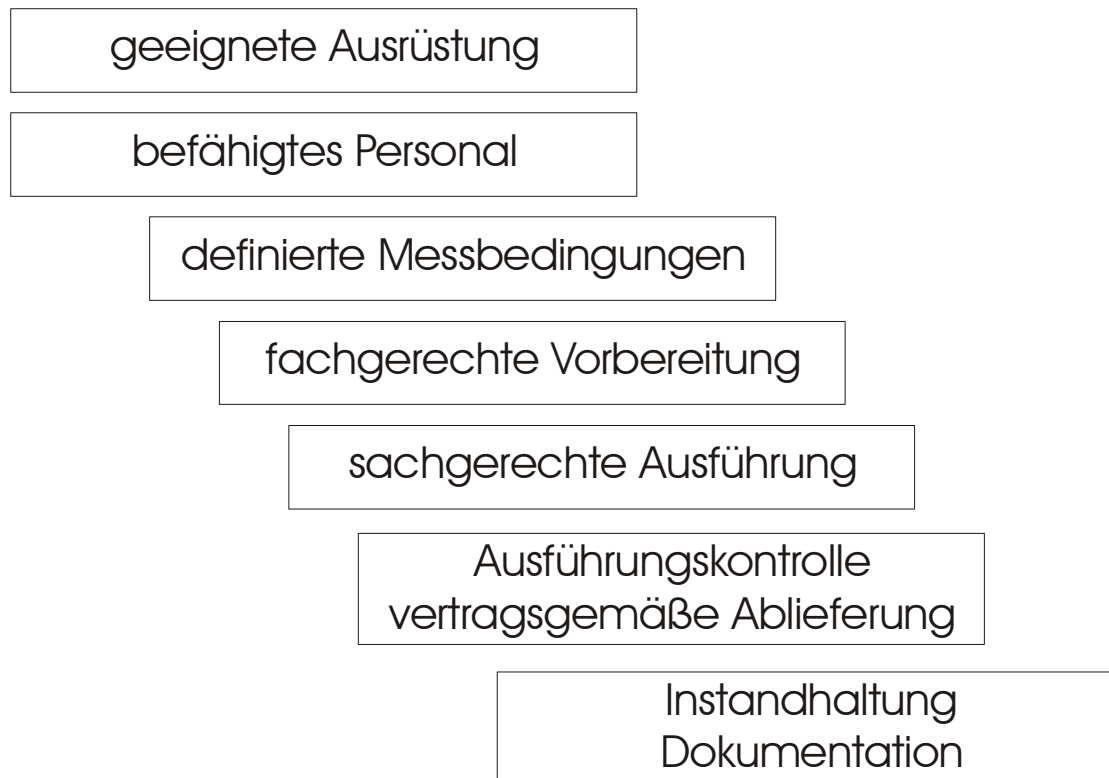 geeignete Ausrüstung
befähigtes Personal
definierte Messbedingungen
fachgerechte Vorbereitung
sachgerechte Ausführung
Ausführungskontrolle
vertragsgemäße Ablieferung
Instandhaltung
Dokumentation